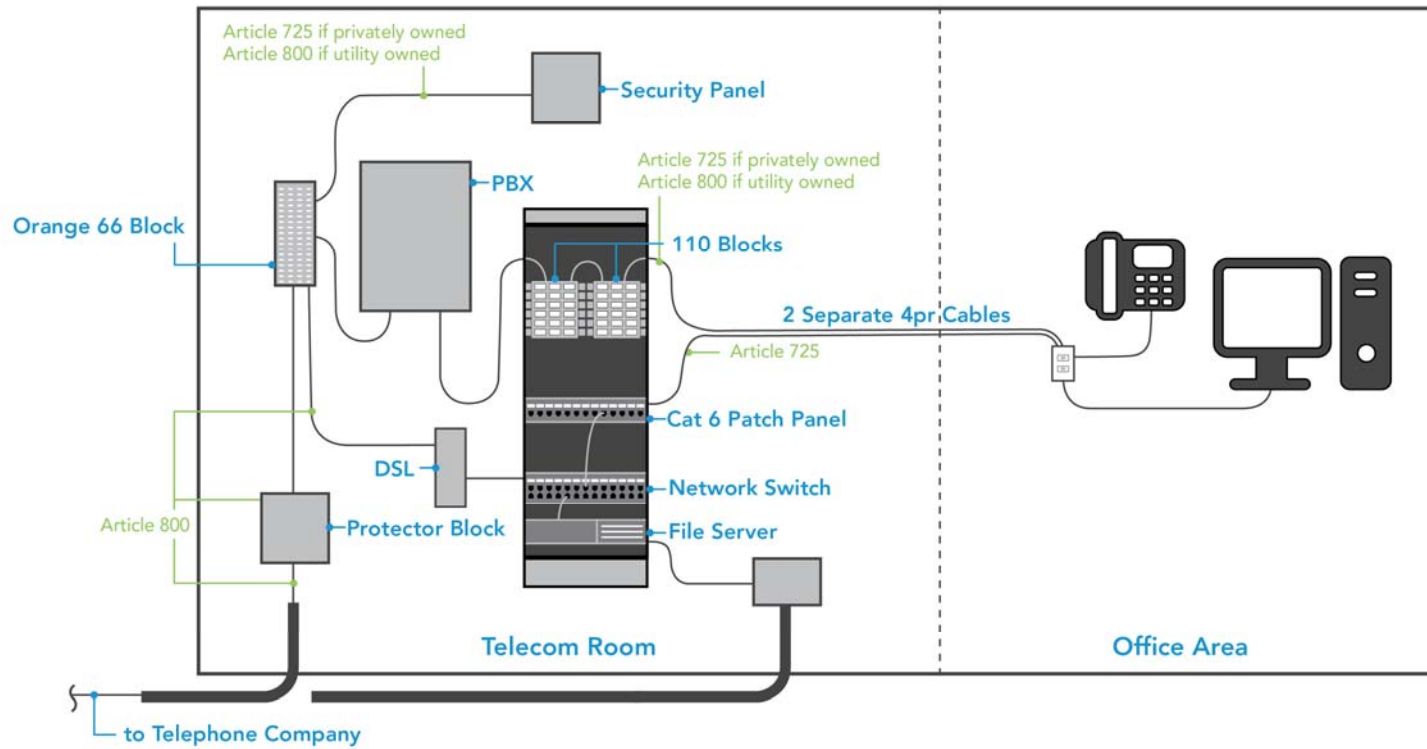 Article 725 if privately owned
Article 800 if utility owned
Security Panel
Article 725 if privately owned
Article 800 if utility owned
PBX
Orange 66 Block
110 Blocks
2 Separate 4pr Cables
Article 725
Cat 6 Patch Panel
DSL
Network Switch
Article 800
Protector Block
File Server
Telecom Room
Office Area
to Telephone Company